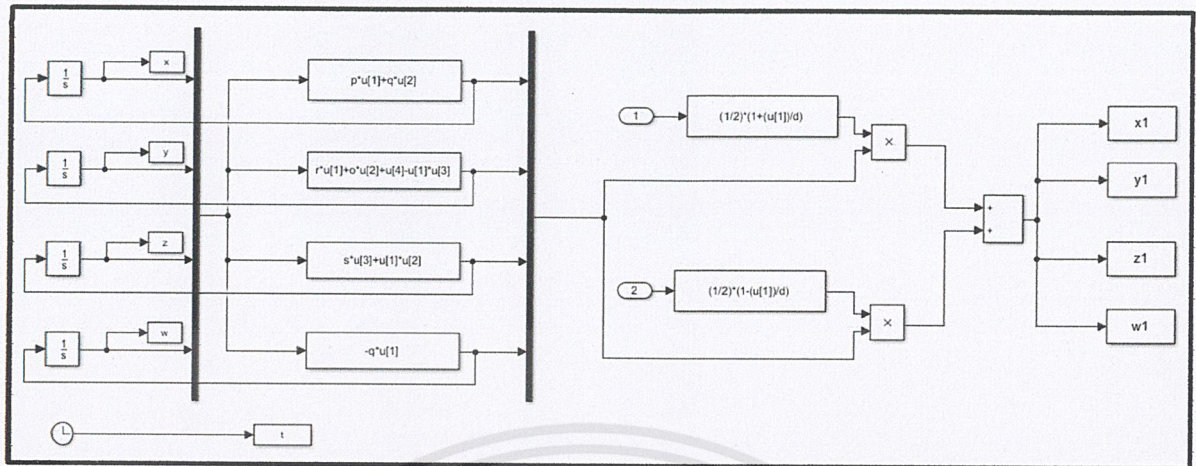 1
s
x
p*u[1]+q*u[2]
1
s
y
r*u[1]+o*u[2]+u[4]-u[1]*u[3]
1
s
z
s*u[3]+u[1]*u[2]
1
s
w
-q*u[1]
t
1
(1/2)*(1+(u[1])/d)
×
2
(1/2)*(1-(u[1])/d)
×
+
+
x1
y1
z1
w1